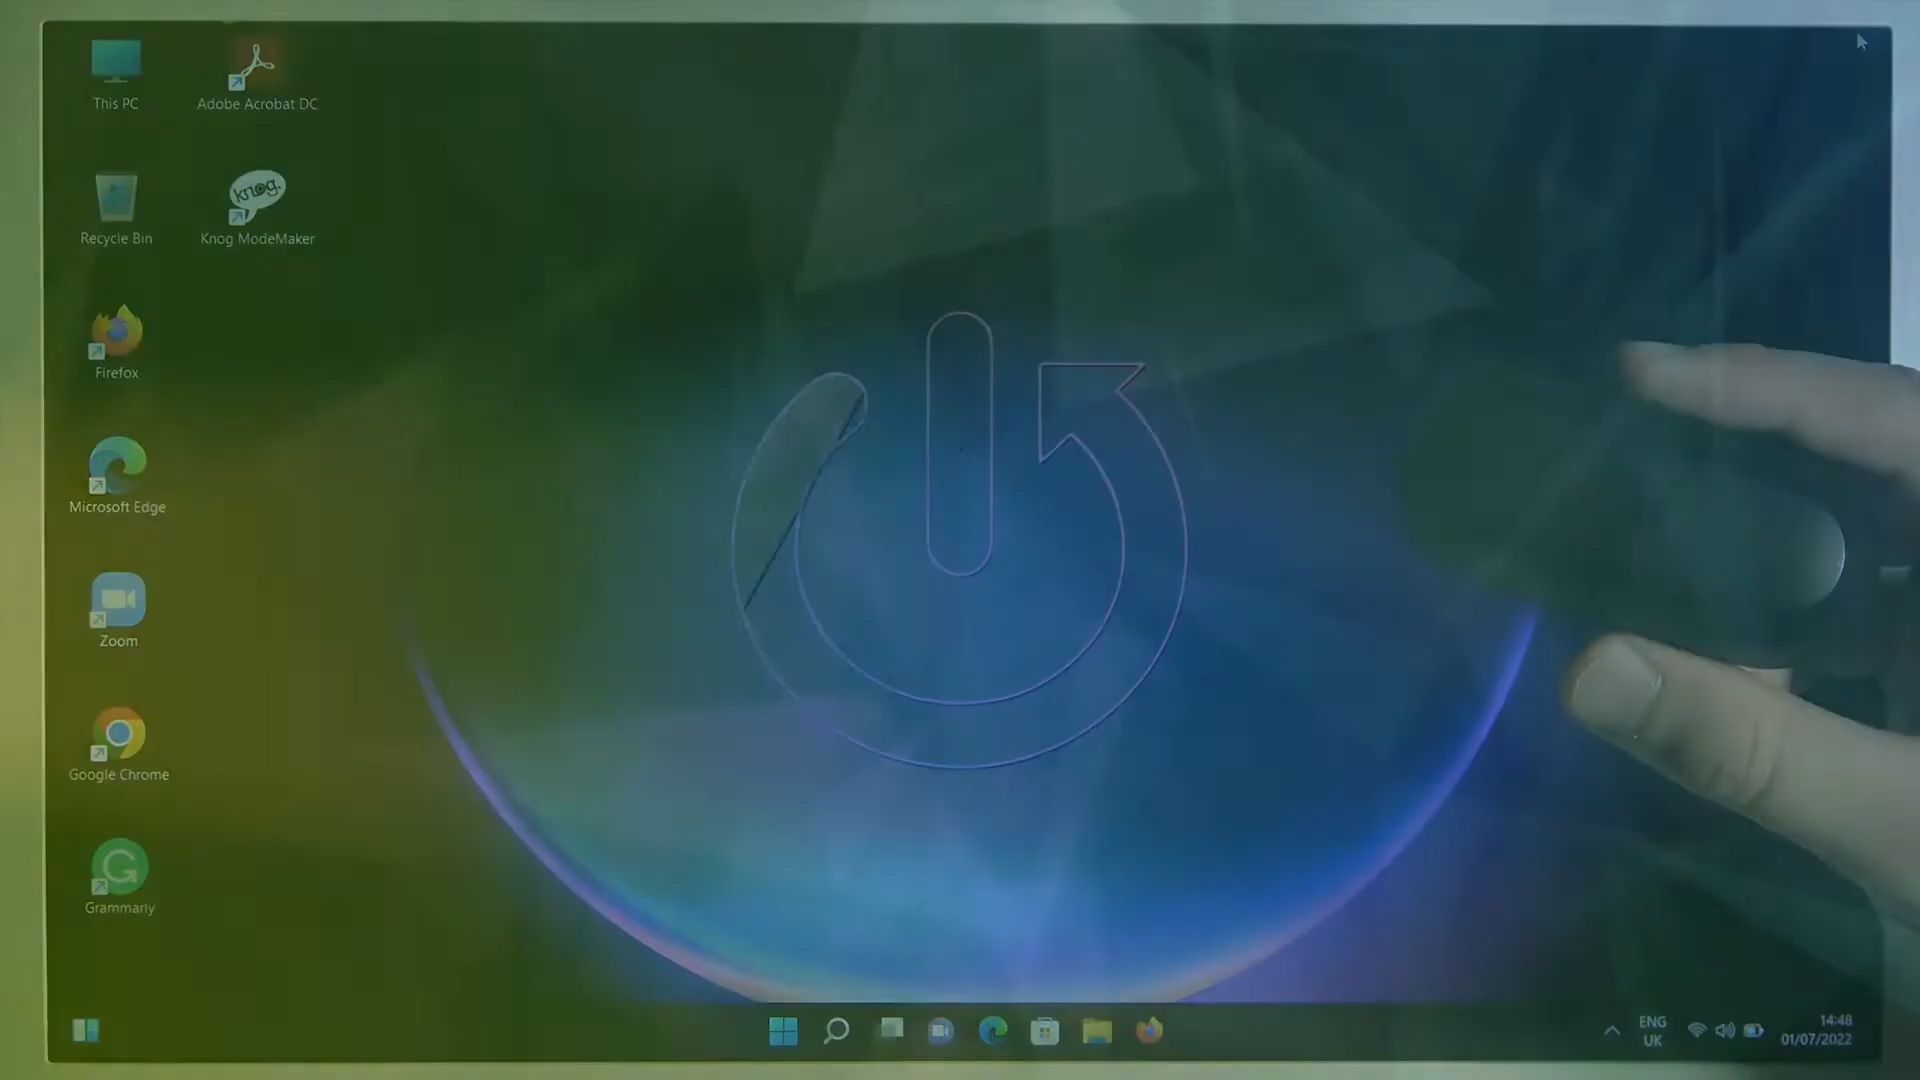 This PC
Adobe Acrobat DC
knog.
Recycle Bin
Knog ModeMaker
Firefox
Microsoft Edge
Zoom
Google Chrome
G
Grammarly
ENG
UK
14:48
01/07/2022